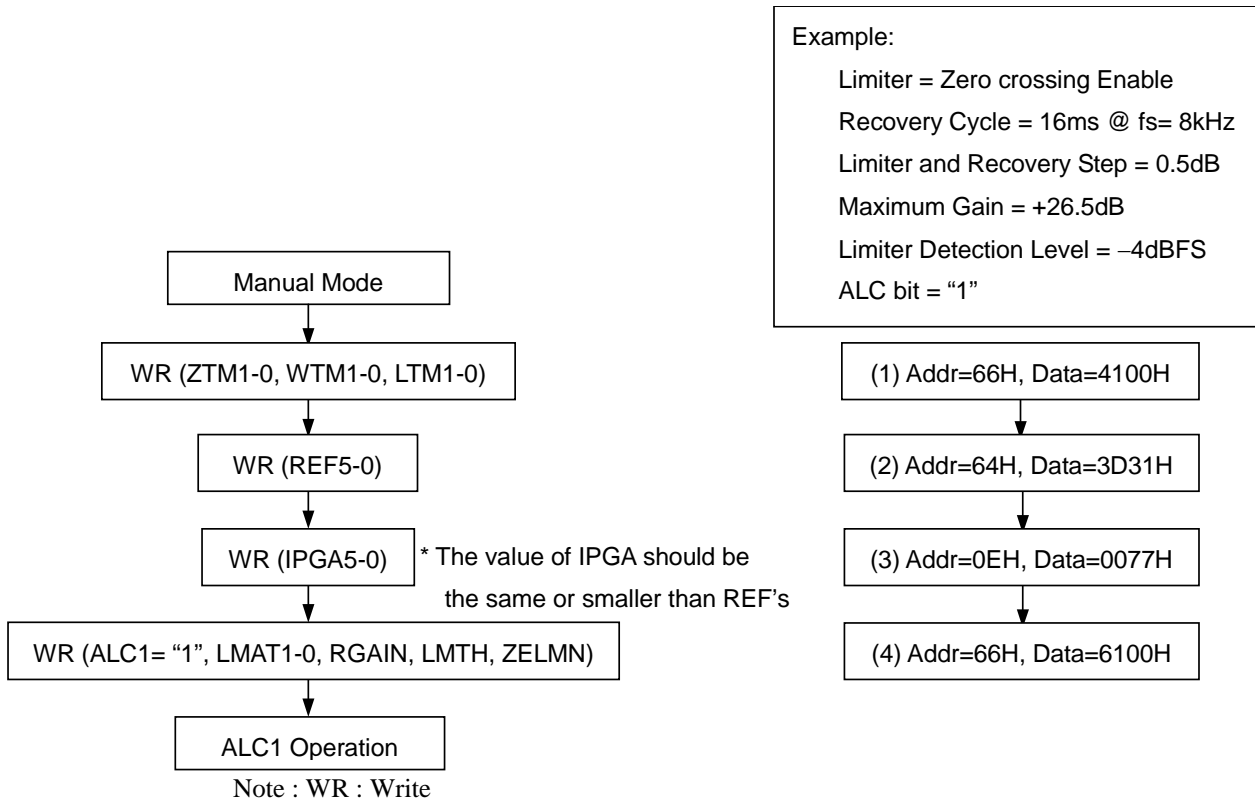 Example:
Limiter = Zero crossing Enable
Recovery Cycle = 16ms @ fs= 8kHz
Limiter and Recovery Step = 0.5dB
Maximum Gain = +26.5dB
Limiter Detection Level = −4dBFS
ALC bit = “1”
Manual Mode
WR (ZTM1-0, WTM1-0, LTM1-0)
WR (REF5-0)
WR (IPGA5-0)
* The value of IPGA should be
the same or smaller than REF’s
WR (ALC1= “1”, LMAT1-0, RGAIN, LMTH, ZELMN)
ALC1 Operation
Note : WR : Write
(1) Addr=66H, Data=4100H
(2) Addr=64H, Data=3D31H
(3) Addr=0EH, Data=0077H
(4) Addr=66H, Data=6100H